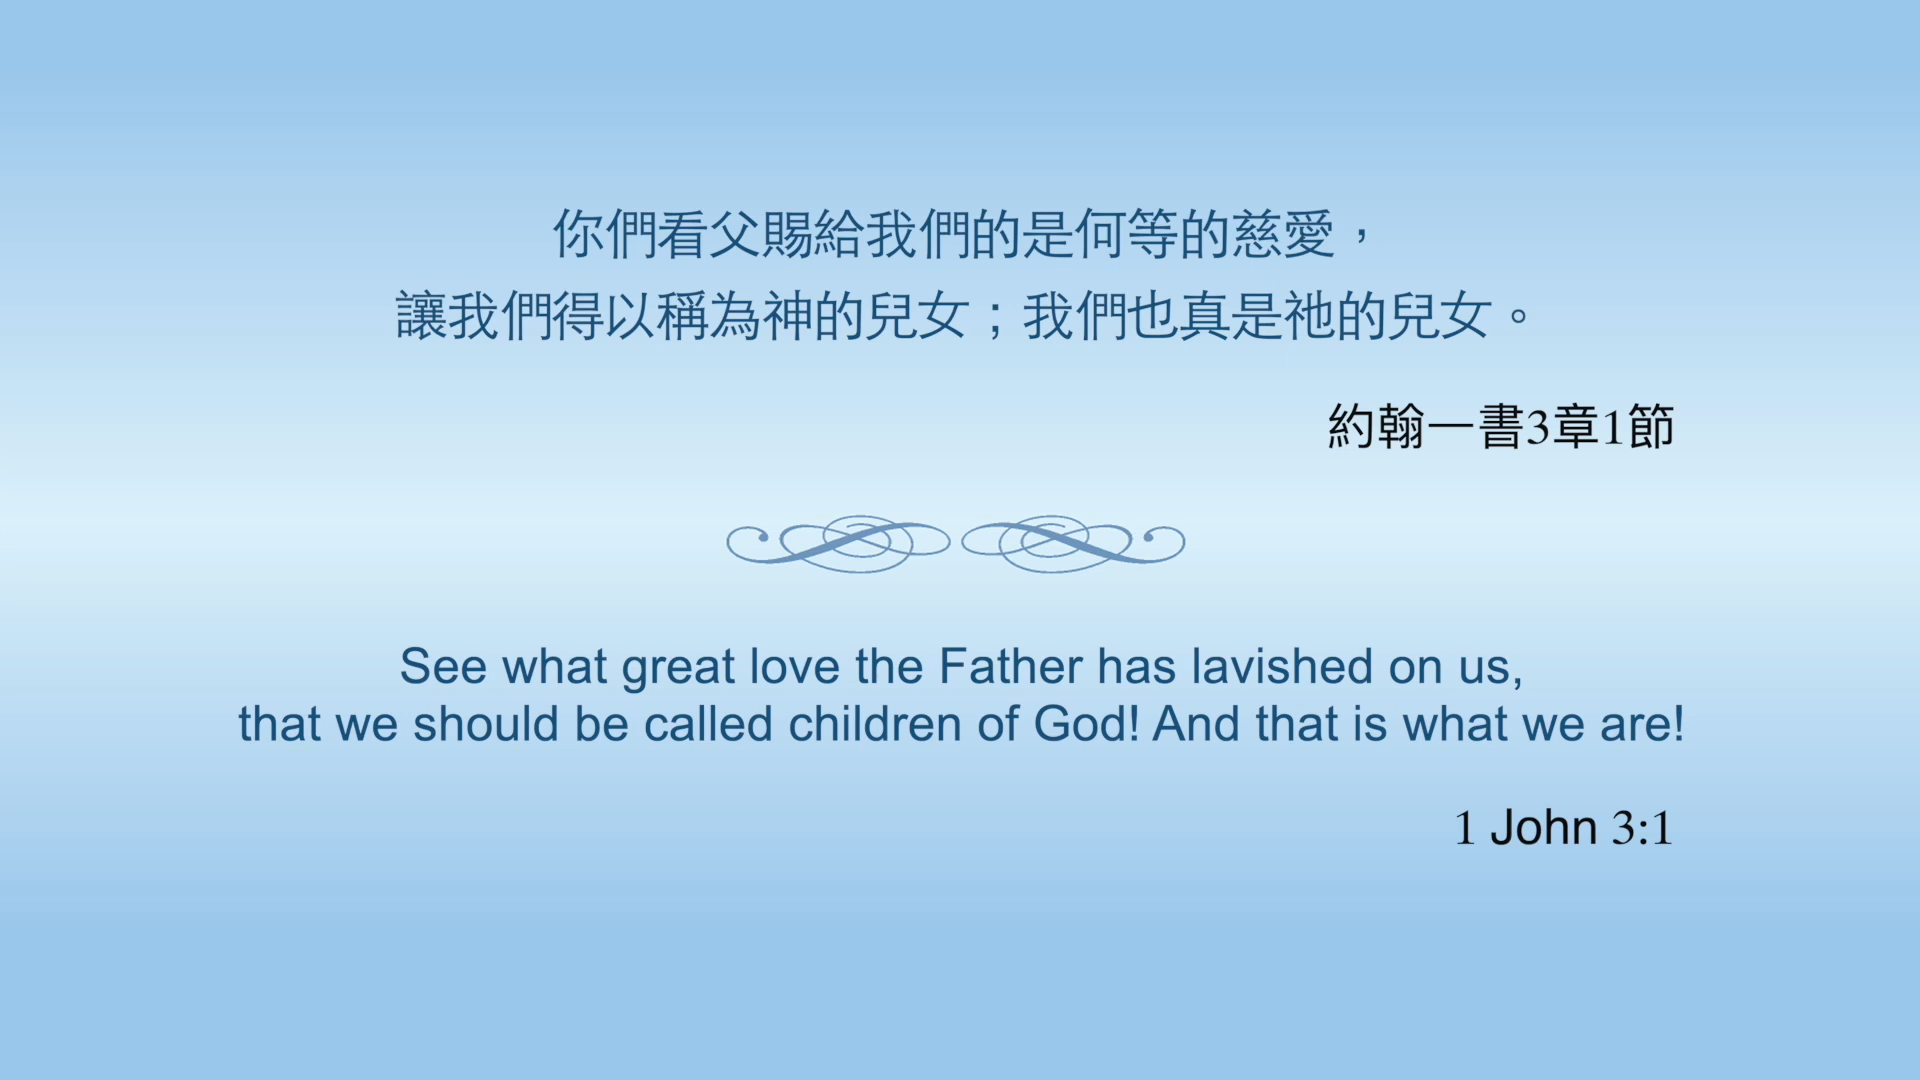 你們看父賜給我們的是何等的慈愛，
讓我們得以稱為神的兒女；我們也真是祂的兒女。
約翰一書3章1節
See what great love the Father has lavished on us,
that we should be called children of God! And that is what we are!
1 John 3:1